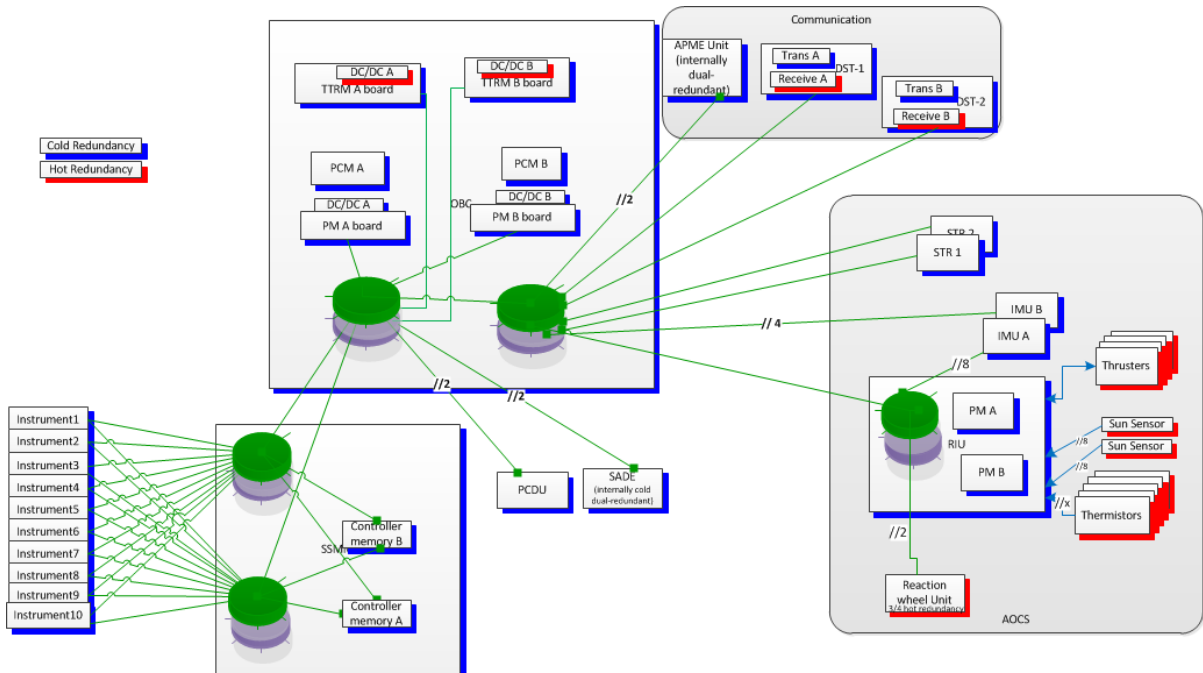 Communication
APME Unit
(internally
dual-
redundant)
Trans A
DST-1
Receive A
Trans B
DST-2
Receive B
DC/DC A
TTRM A board
DC/DC B
TTRM B board
Cold Redundancy
Hot Redundancy
PCM A
PCM B
DC/DC A
PM A board
OBC
DC/DC B
PM B board
//2
STR 2
STR 1
// 4
IMU B
IMU A
//8
Thrusters
PM A
RIU
PM B
Sun Sensor
//8
Sun Sensor
//8
//x
Thermistors
//2
Reaction
wheel Unit
3/4 hot redundancy
AOCS
//2
//2
PCDU
SADE
(internally cold
dual-redundant)
Instrument1
Instrument2
Instrument3
Instrument4
Instrument5
Instrument6
Instrument7
Instrument8
Instrument9
Instrument10
Controller
memory B
Controller
memory A